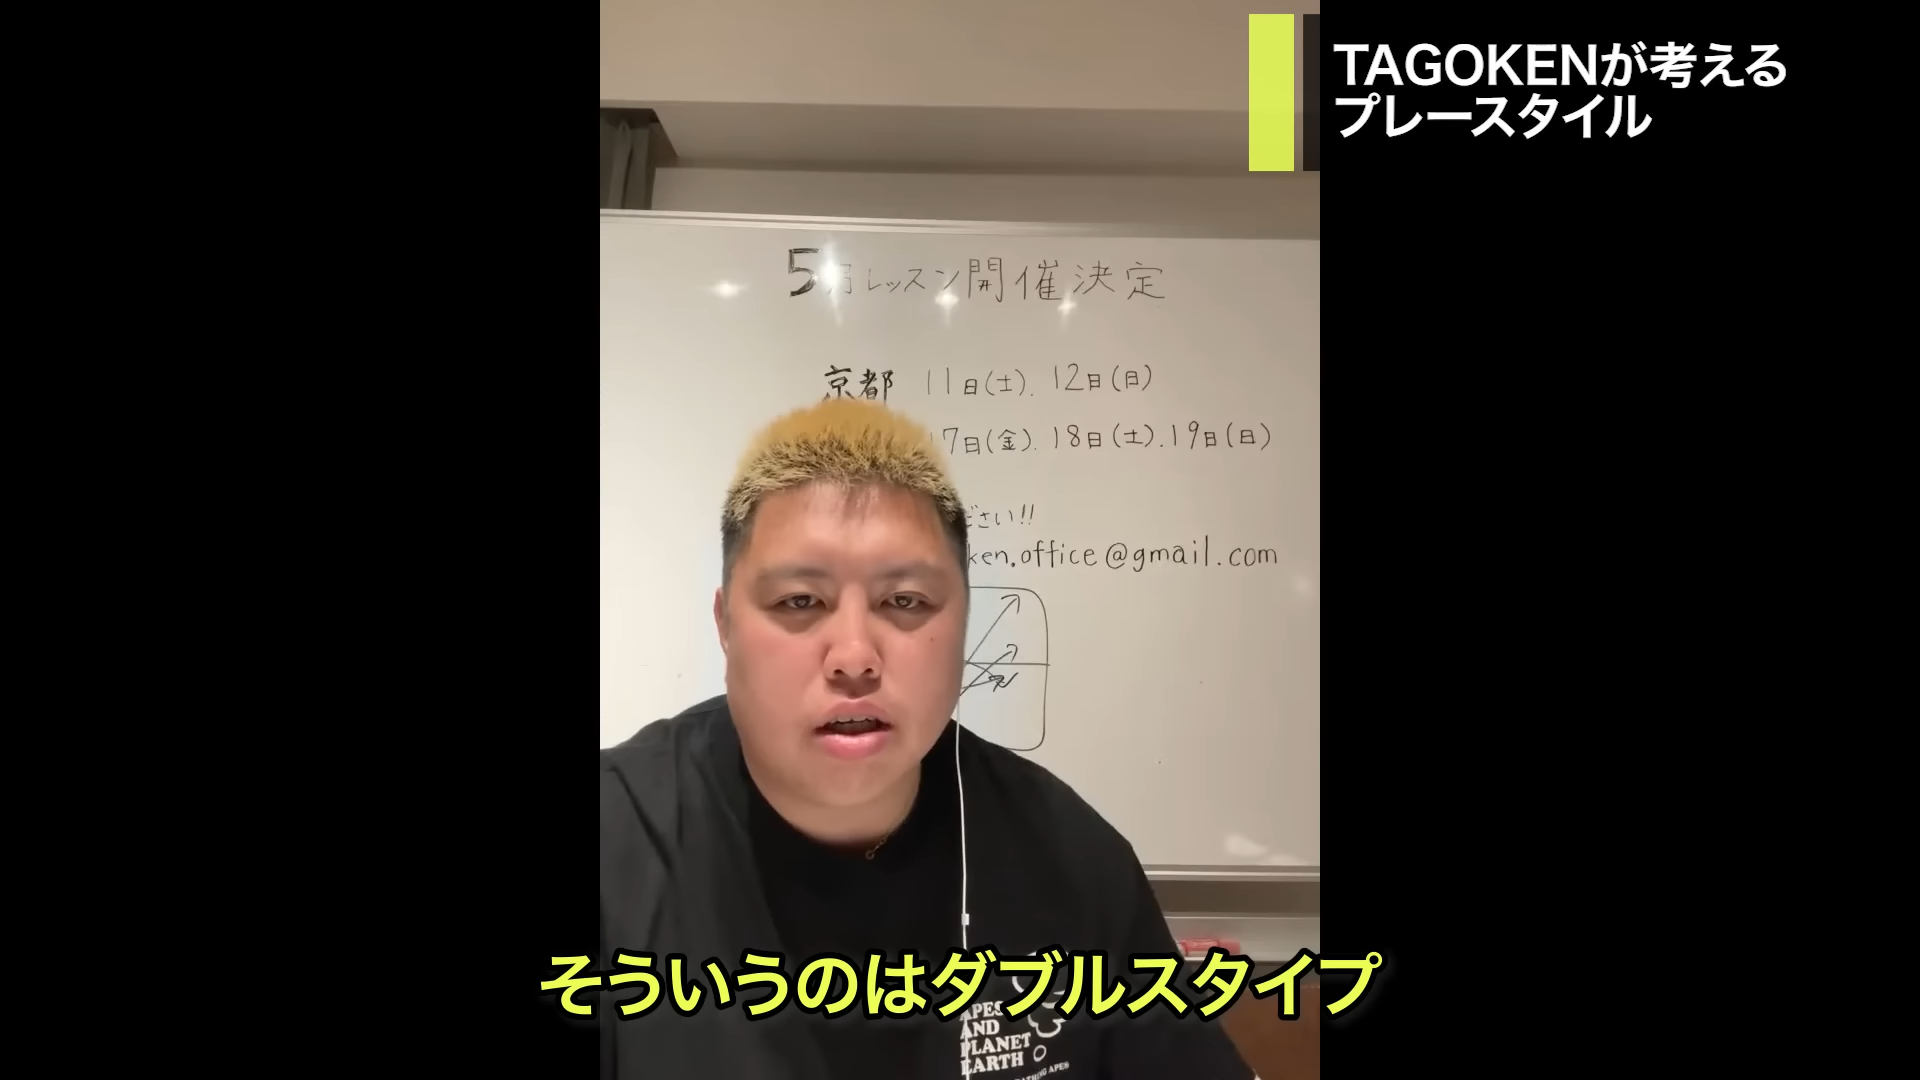 TAGOKENが考える
プレースタイル
5月レッスン開催決定
京都 11日(土). 12日(日)
17日(金). 18日(土). 19日(日)
ださい!!
ken.office@gmail.com
そういうのはダブルスタイプ
APES
AND
PLANET
EARTH